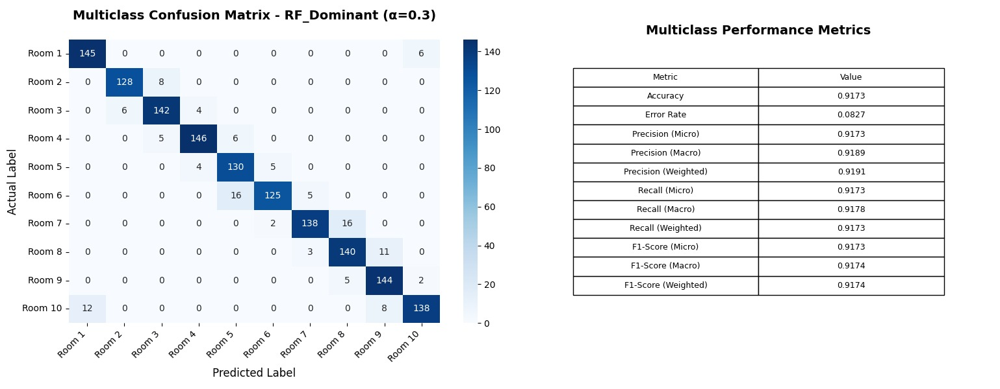 Multiclass Confusion Matrix - RF_Dominant (α=0.3)
Actual Label
Room 1 145 0 0 0 0 0 0 0 0 6
Room 2 0 128 8 0 0 0 0 0 0 0
Room 3 0 6 142 4 0 0 0 0 0 0
Room 4 0 0 5 146 6 0 0 0 0 0
Room 5 0 0 0 4 130 5 0 0 0 0
Room 6 0 0 0 0 16 125 5 0 0 0
Room 7 0 0 0 0 0 2 138 16 0 0
Room 8 0 0 0 0 0 0 3 140 11 0
Room 9 0 0 0 0 0 0 0 5 144 2
Room 10 12 0 0 0 0 0 0 0 8 138
Room 1 Room 2 Room 3 Room 4 Room 5 Room 6 Room 7 Room 8 Room 9 Room 10
Predicted Label
140
120
100
80
60
40
20
0
Multiclass Performance Metrics
Metric Value
Accuracy 0.9173
Error Rate 0.0827
Precision (Micro) 0.9173
Precision (Macro) 0.9189
Precision (Weighted) 0.9191
Recall (Micro) 0.9173
Recall (Macro) 0.9178
Recall (Weighted) 0.9173
F1-Score (Micro) 0.9173
F1-Score (Macro) 0.9174
F1-Score (Weighted) 0.9174